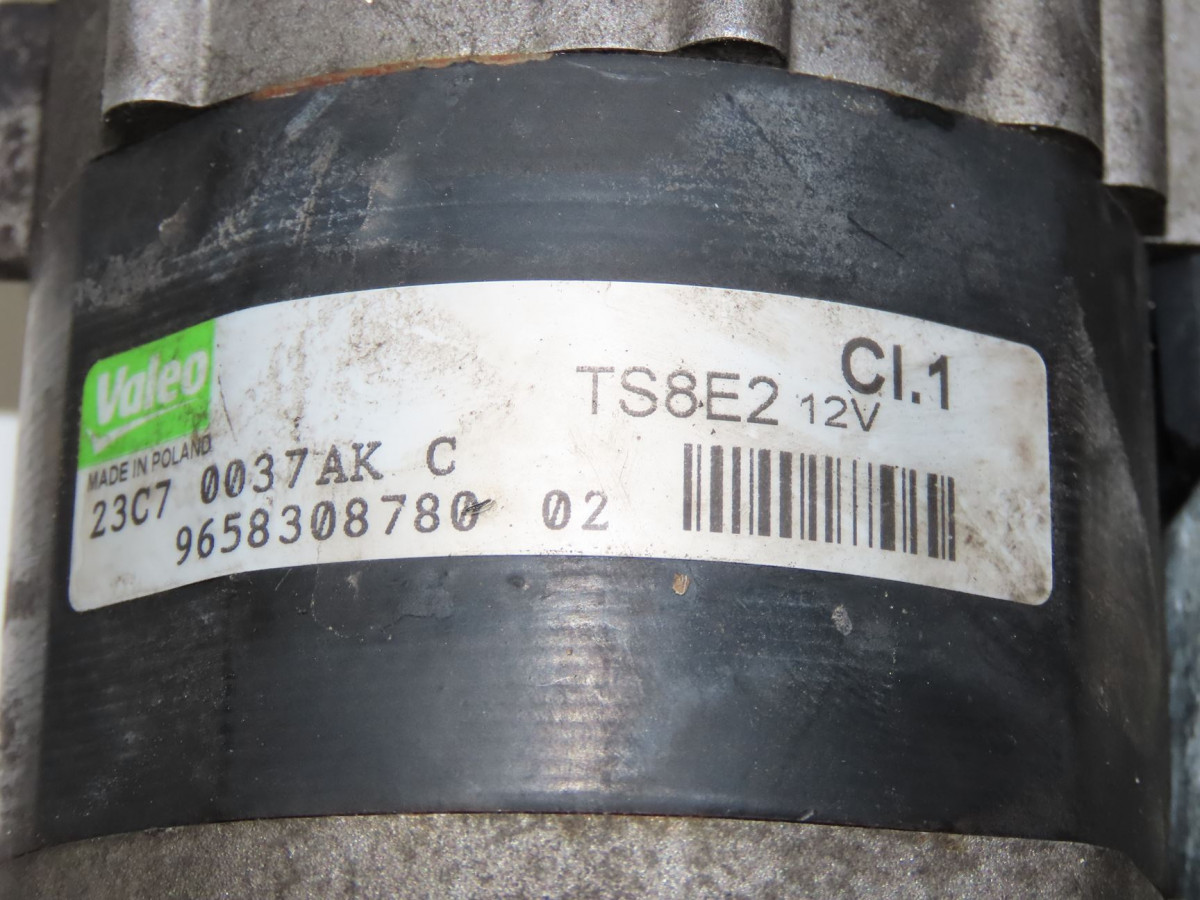 Valeo
MADE IN POLAND
TS8E2 12V Cl.1
23C7 0037AK C
9658308780 02